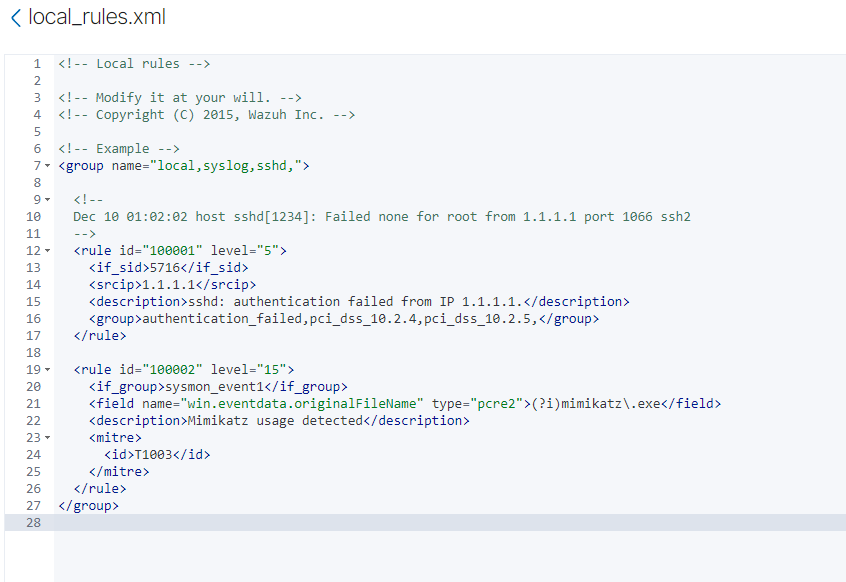 local_rules.xml
1 <!-- Local rules -->
2
3 <!-- Modify it at your will. -->
4 <!-- Copyright (C) 2015, Wazuh Inc. -->
5
6 <!-- Example -->
7 <group name="local,syslog,sshd,">
8
9   <!--
10   Dec 10 01:02:02 host sshd[1234]: Failed none for root from 1.1.1.1 port 1066 ssh2
11   -->
12   <rule id="100001" level="5">
13     <if_sid>5716</if_sid>
14     <srcip>1.1.1.1</srcip>
15     <description>sshd: authentication failed from IP 1.1.1.1.</description>
16     <group>authentication_failed,pci_dss_10.2.4,pci_dss_10.2.5,</group>
17   </rule>
18
19   <rule id="100002" level="15">
20     <if_group>sysmon_event1</if_group>
21     <field name="win.eventdata.originalFileName" type="pcre2">(?i)mimikatz\.exe</field>
22     <description>Mimikatz usage detected</description>
23     <mitre>
24       <id>T1003</id>
25     </mitre>
26   </rule>
27 </group>
28